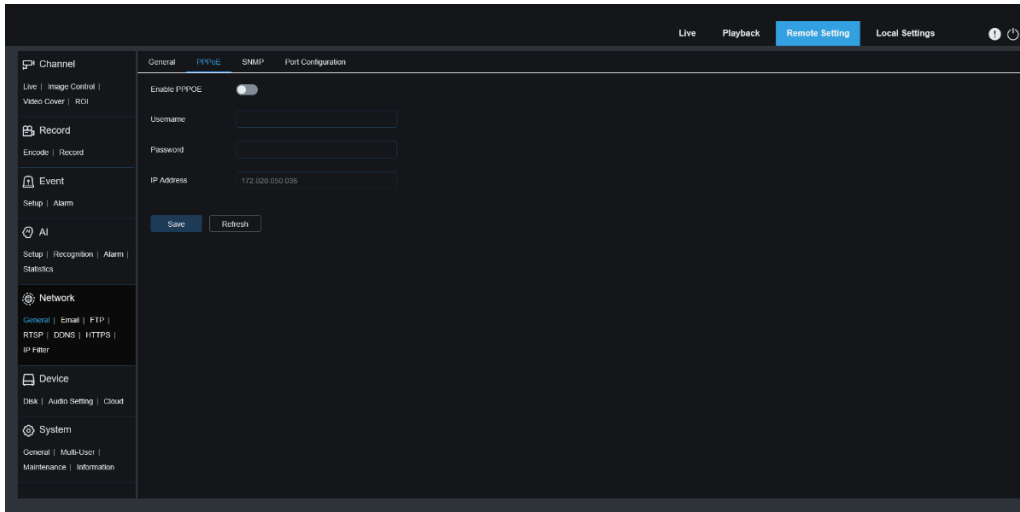 Live Playback Remote Setting Local Settings
Channel
Live | Image Control |
Video Cover | ROI
Record
Encode | Record
Event
Setup | Alarm
AI
Setup | Recognition | Alarm |
Statistics
Network
General | Email | FTP |
RTSP | DDNS | HTTPS |
IP Filter
Device
Disk | Audio Setting | Cloud
System
General | Multi-User |
Maintenance | Information
General PPPoE SNMP Port Configuration
Enable PPPOE
Username
Password
IP Address 172.020.050.036
Save Refresh